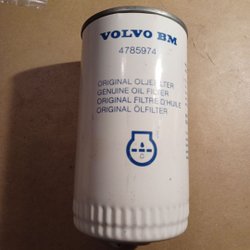 VOLVO BM
4785974
ORIGINAL OLJEFILTER
GENUINE OIL FILTER
ORIGINAL FILTRE D'HUILE
ORIGINAL ÖLFILTER